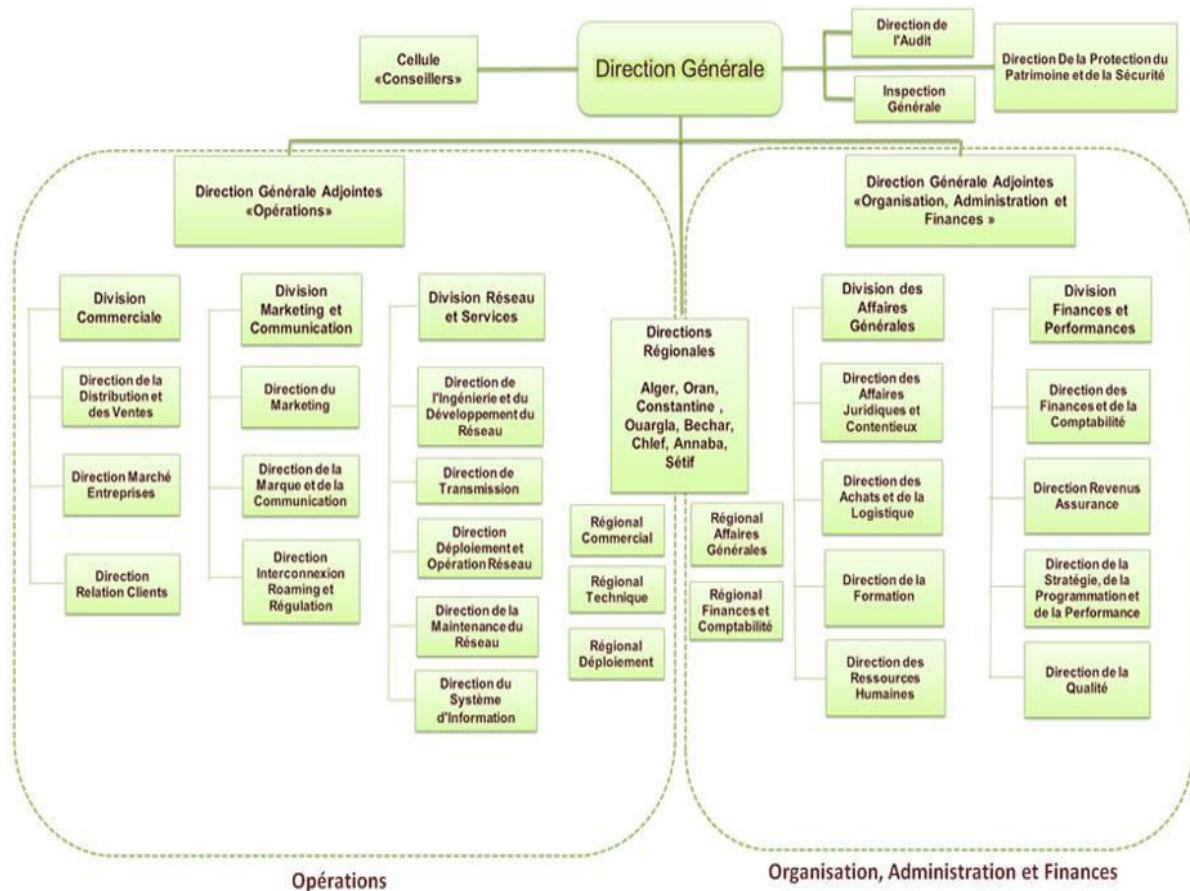 Direction de
l'Audit
Cellule
«Conseillers»
Direction Générale
Direction De la Protection du
Patrimoine et de la Sécurité
Inspection
Générale
Direction Générale Adjointes
«Opérations»
Direction Générale Adjointes
«Organisation, Administration et
Finances »
Division
Commerciale
Direction de la
Distribution et
des Ventes
Direction Marché
Entreprises
Direction
Relation Clients
Division
Marketing et
Communication
Direction du
Marketing
Direction de la
Marque et de la
Communication
Direction
Interconnexion
Roaming et
Régulation
Division Réseau
et Services
Direction de
l'Ingénierie et du
Développement du
Réseau
Direction de
Transmission
Direction
Déploiement et
Opération Réseau
Direction de la
Maintenance du
Réseau
Direction du
Système
d'Information
Directions
Régionales
Alger, Oran,
Constantine ,
Ouargla, Bechar,
Chlef, Annaba,
Sétif
Régional
Commercial
Régional
Technique
Régional
Déploiement
Régional
Affaires
Générales
Régional
Finances et
Comptabilité
Division des
Affaires
Générales
Direction des
Affaires
Juridiques et
Contentieux
Direction des
Achats et de la
Logistique
Direction de la
Formation
Direction des
Ressources
Humaines
Division
Finances et
Performances
Direction des
Finances et de la
Comptabilité
Direction Revenus
Assurance
Direction de la
Stratégie, de la
Programmation et
de la Performance
Direction de la
Qualité
Opérations
Organisation, Administration et Finances